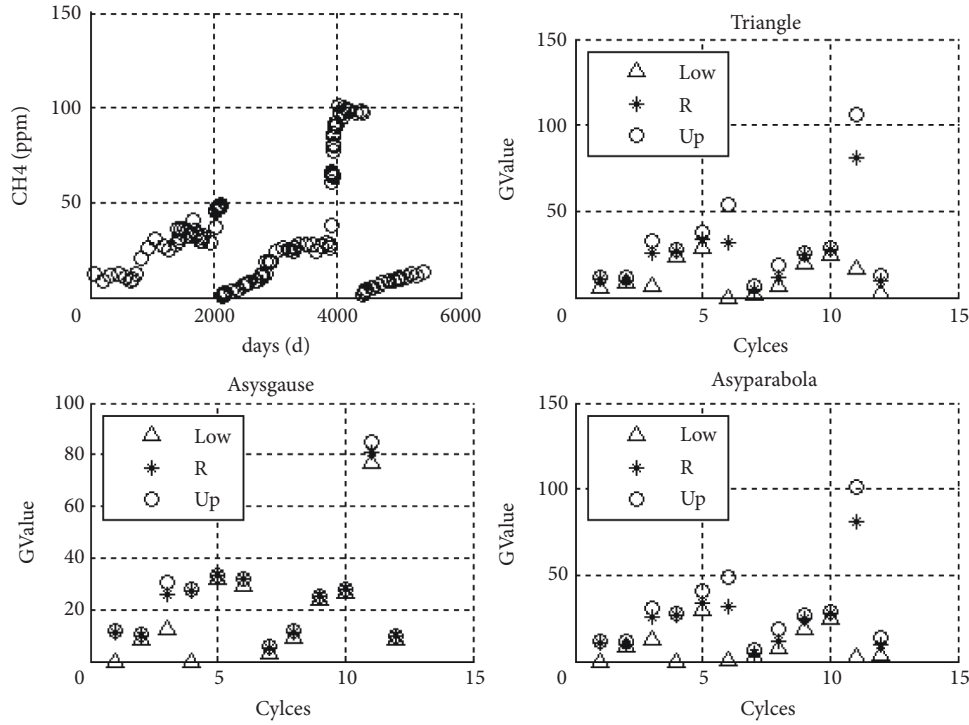 150
100
50
0
2000
4000
6000
CH4 (ppm)
days (d)
Triangle
150
100
50
0
5
10
15
GValue
Cylces
Low
R
Up
Asysgause
100
80
60
40
20
0
5
10
15
GValue
Cylces
Low
R
Up
Asyparabola
150
100
50
0
5
10
15
GValue
Cylces
Low
R
Up